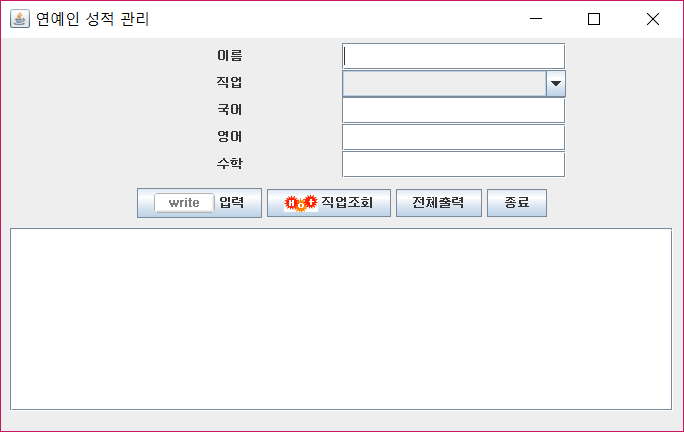 연예인 성적 관리
이름
직업
국어
영어
수학
write 입력 HOT 직업조회 전체출력 종료